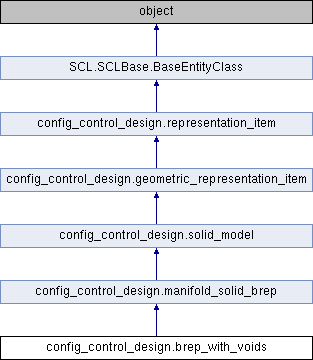 object
SCL.SCLBase.BaseEntityClass
config_control_design.representation_item
config_control_design.geometric_representation_item
config_control_design.solid_model
config_control_design.manifold_solid_brep
config_control_design.brep_with_voids